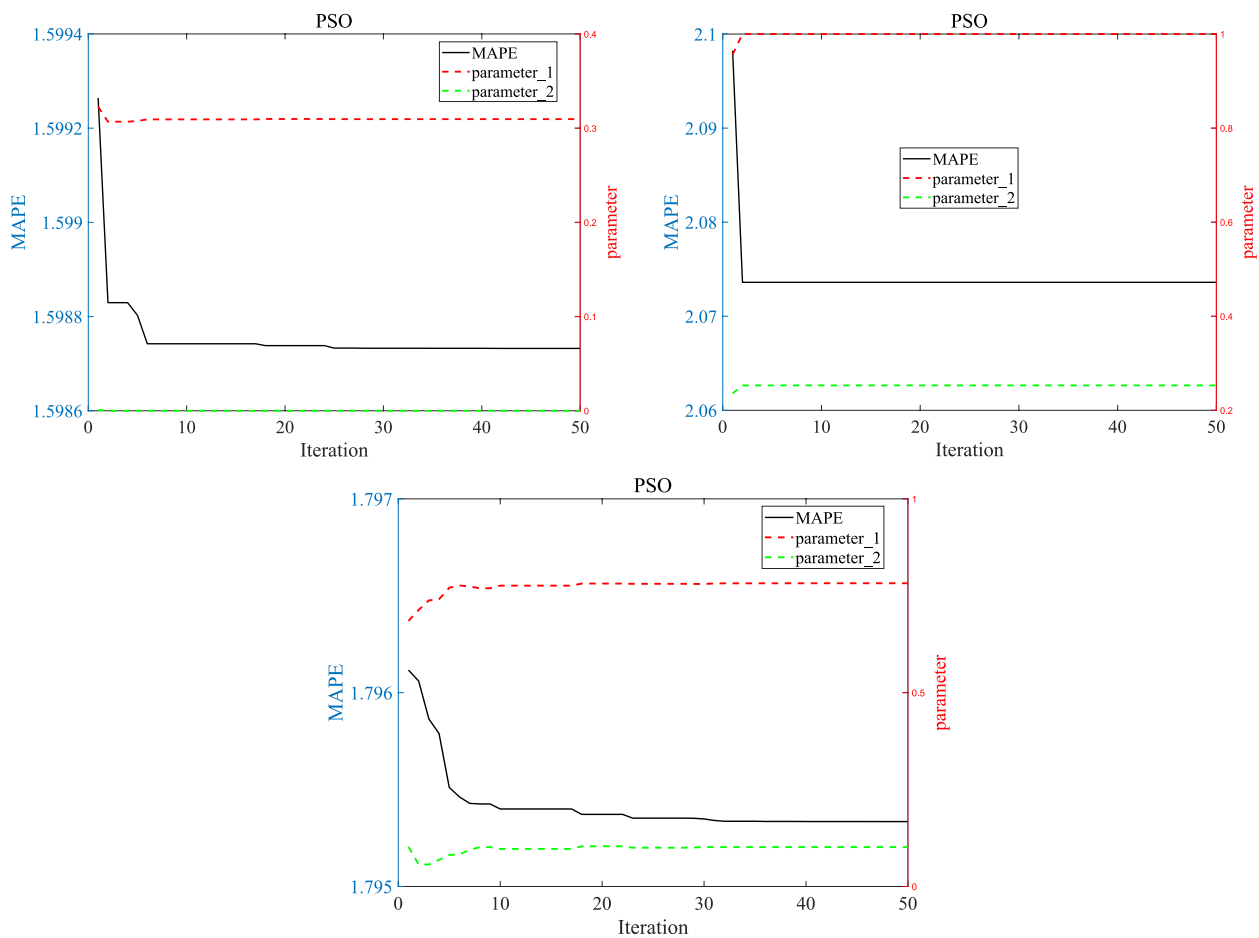 PSO
1.5994
1.5992
1.599
1.5988
1.5986
MAPE
0.4
0.3
0.2
0.1
0
parameter
MAPE
parameter_1
parameter_2
0 10 20 30 40 50
Iteration
PSO
2.1
2.09
2.08
2.07
2.06
MAPE
1
0.8
0.6
0.4
0.2
parameter
MAPE
parameter_1
parameter_2
0 10 20 30 40 50
Iteration
PSO
1.797
1.796
1.795
MAPE
1
0.5
0
parameter
MAPE
parameter_1
parameter_2
0 10 20 30 40 50
Iteration